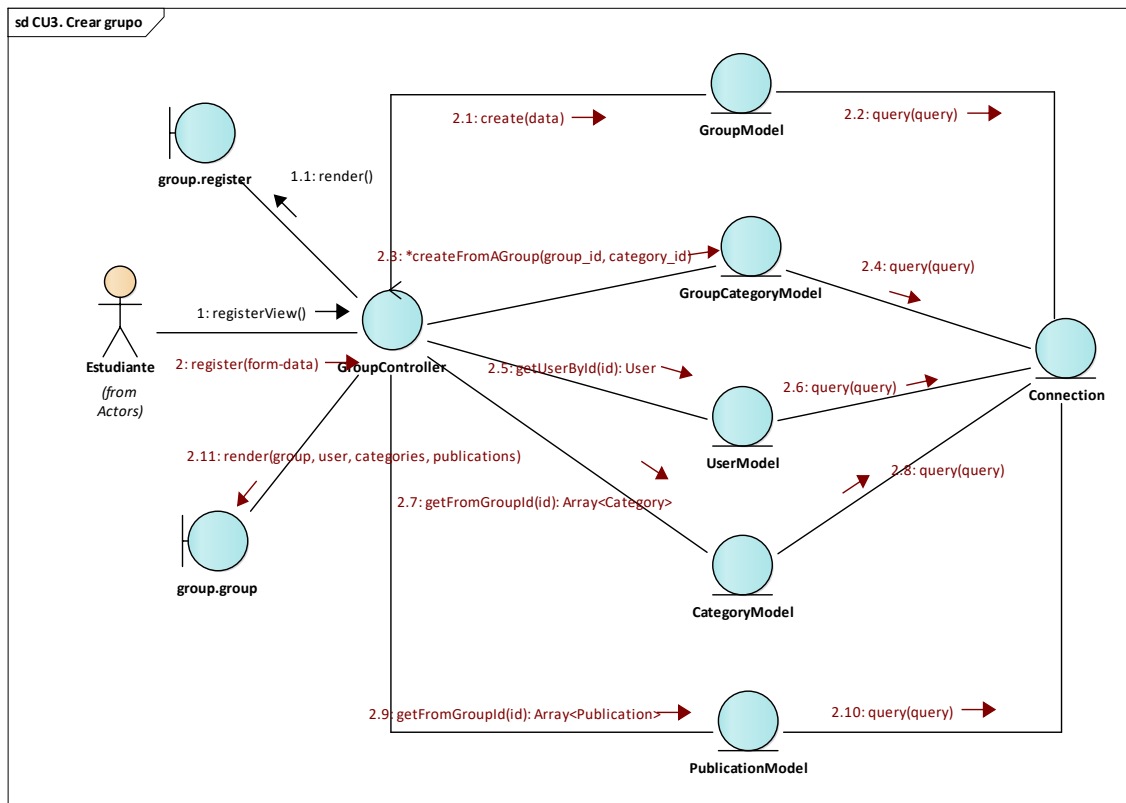 sd CU3. Crear grupo
GroupModel
2.1: create(data)
2.2: query(query)
group.register
1.1: render()
2.3: *createFromAGroup(group_id, category_id)
GroupCategoryModel
2.4: query(query)
1: registerView()
Estudiante
(from
Actors)
2: register(form-data)
GroupController
2.5: getUserById(id): User
2.6: query(query)
Connection
UserModel
2.11: render(group, user, categories, publications)
2.7: getFromGroupId(id): Array<Category>
2.8: query(query)
group.group
CategoryModel
2.9: getFromGroupId(id): Array<Publication>
2.10: query(query)
PublicationModel